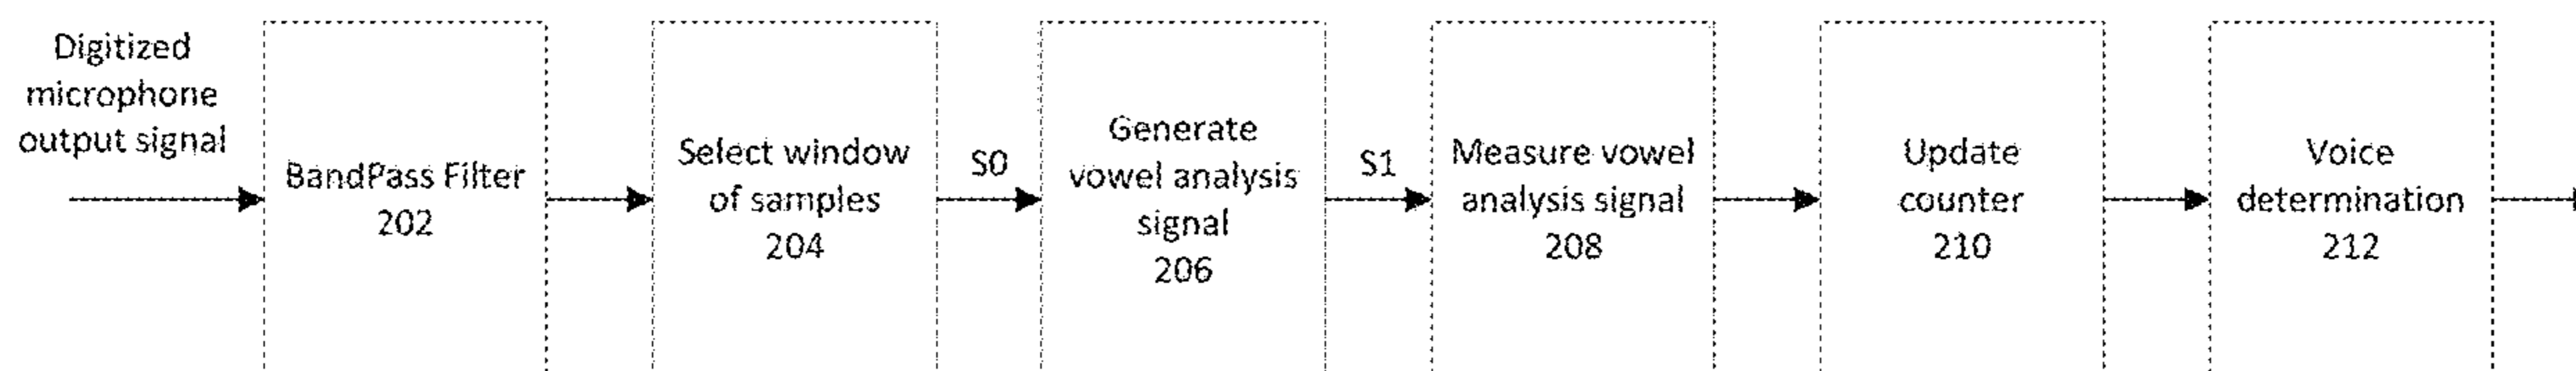 Digitized
microphone
output signal
BandPass Filter
202
Select window
of samples
204
S0
Generate
vowel analysis
signal
206
S1
Measure vowel
analysis signal
208
Update
counter
210
Voice
determination
212